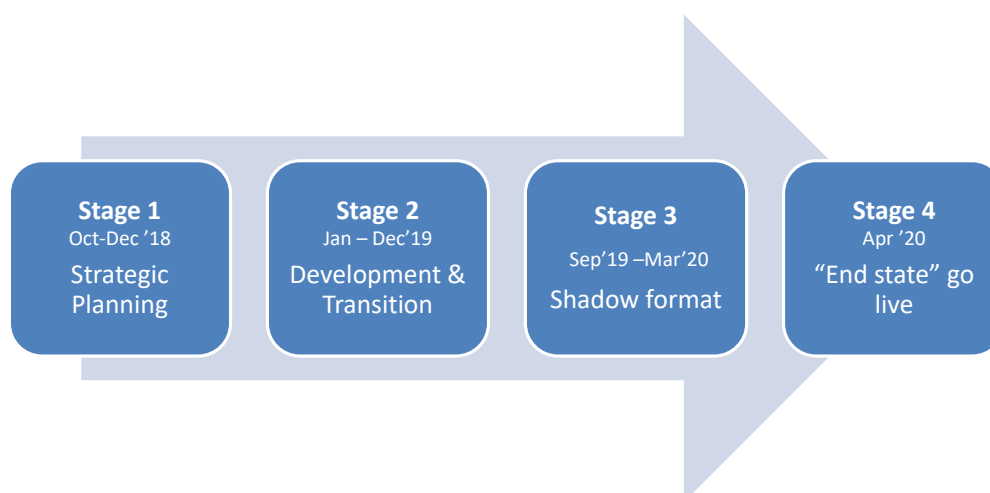 Stage 1
Oct-Dec ’18
Strategic
Planning
Stage 2
Jan – Dec’19
Development &
Transition
Stage 3
Sep’19 –Mar’20
Shadow format
Stage 4
Apr ’20
“End state” go
live